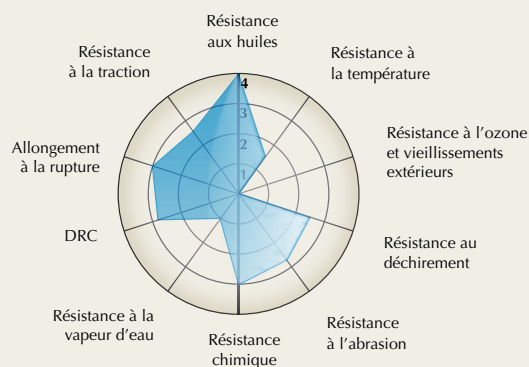 Résistance
aux huiles
Résistance à
la température
Résistance à l'ozone
et vieillissements
extérieurs
Résistance au
déchirement
Résistance
à l'abrasion
Résistance
chimique
Résistance à la
vapeur d'eau
DRC
Allongement
à la rupture
Résistance
à la traction
4
3
2
1